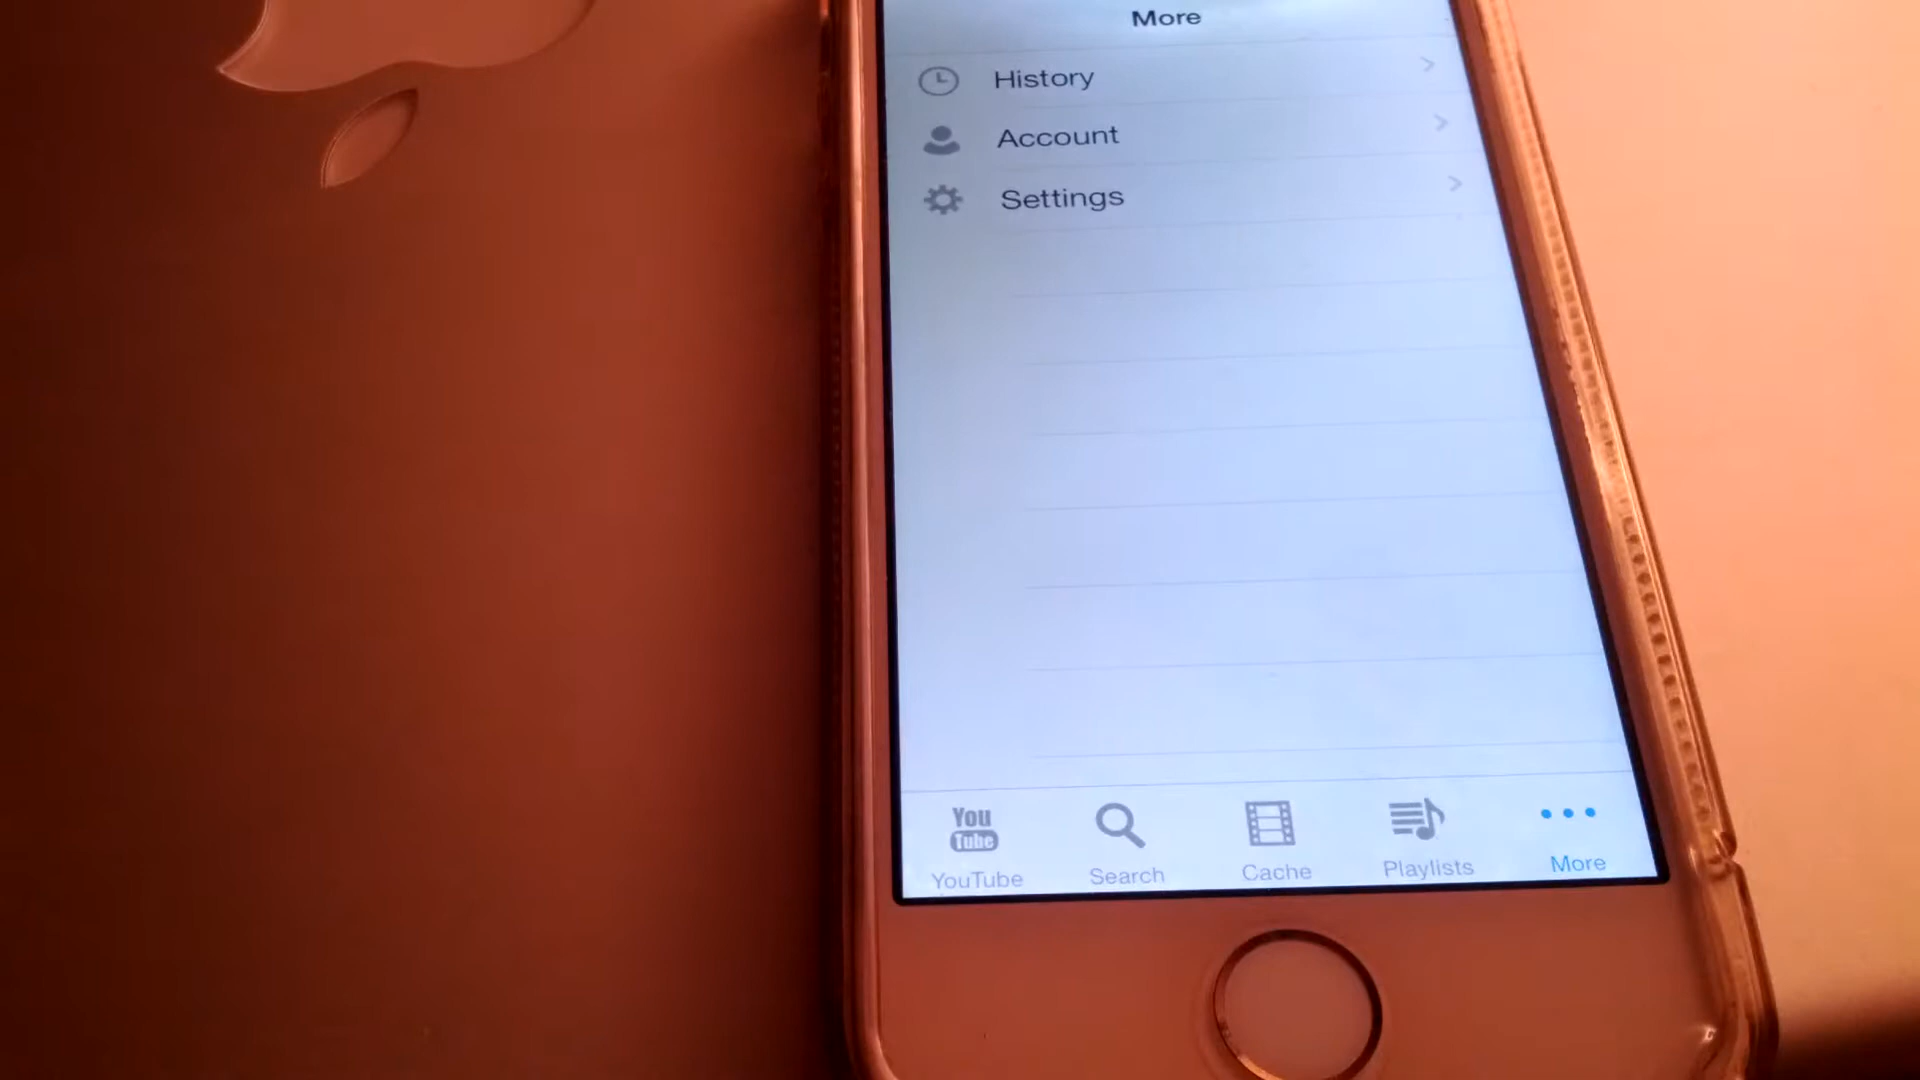 More
History
Account
Settings
You
Tube
YouTube
Search
Cache
Playlists
More